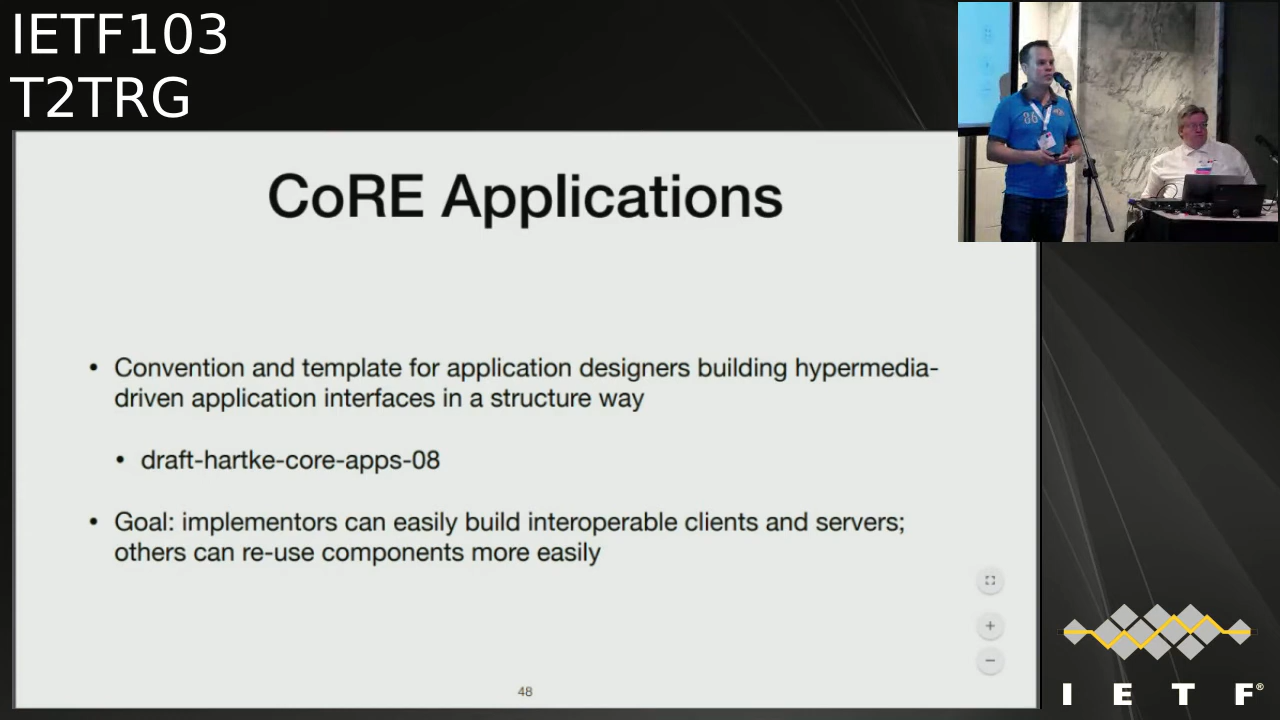 IETF103
T2TRG
86
CoRE Applications
• Convention and template for application designers building hypermedia-
driven application interfaces in a structure way
• draft-hartke-core-apps-08
• Goal: implementors can easily build interoperable clients and servers;
others can re-use components more easily
+
−
48
I E T F®